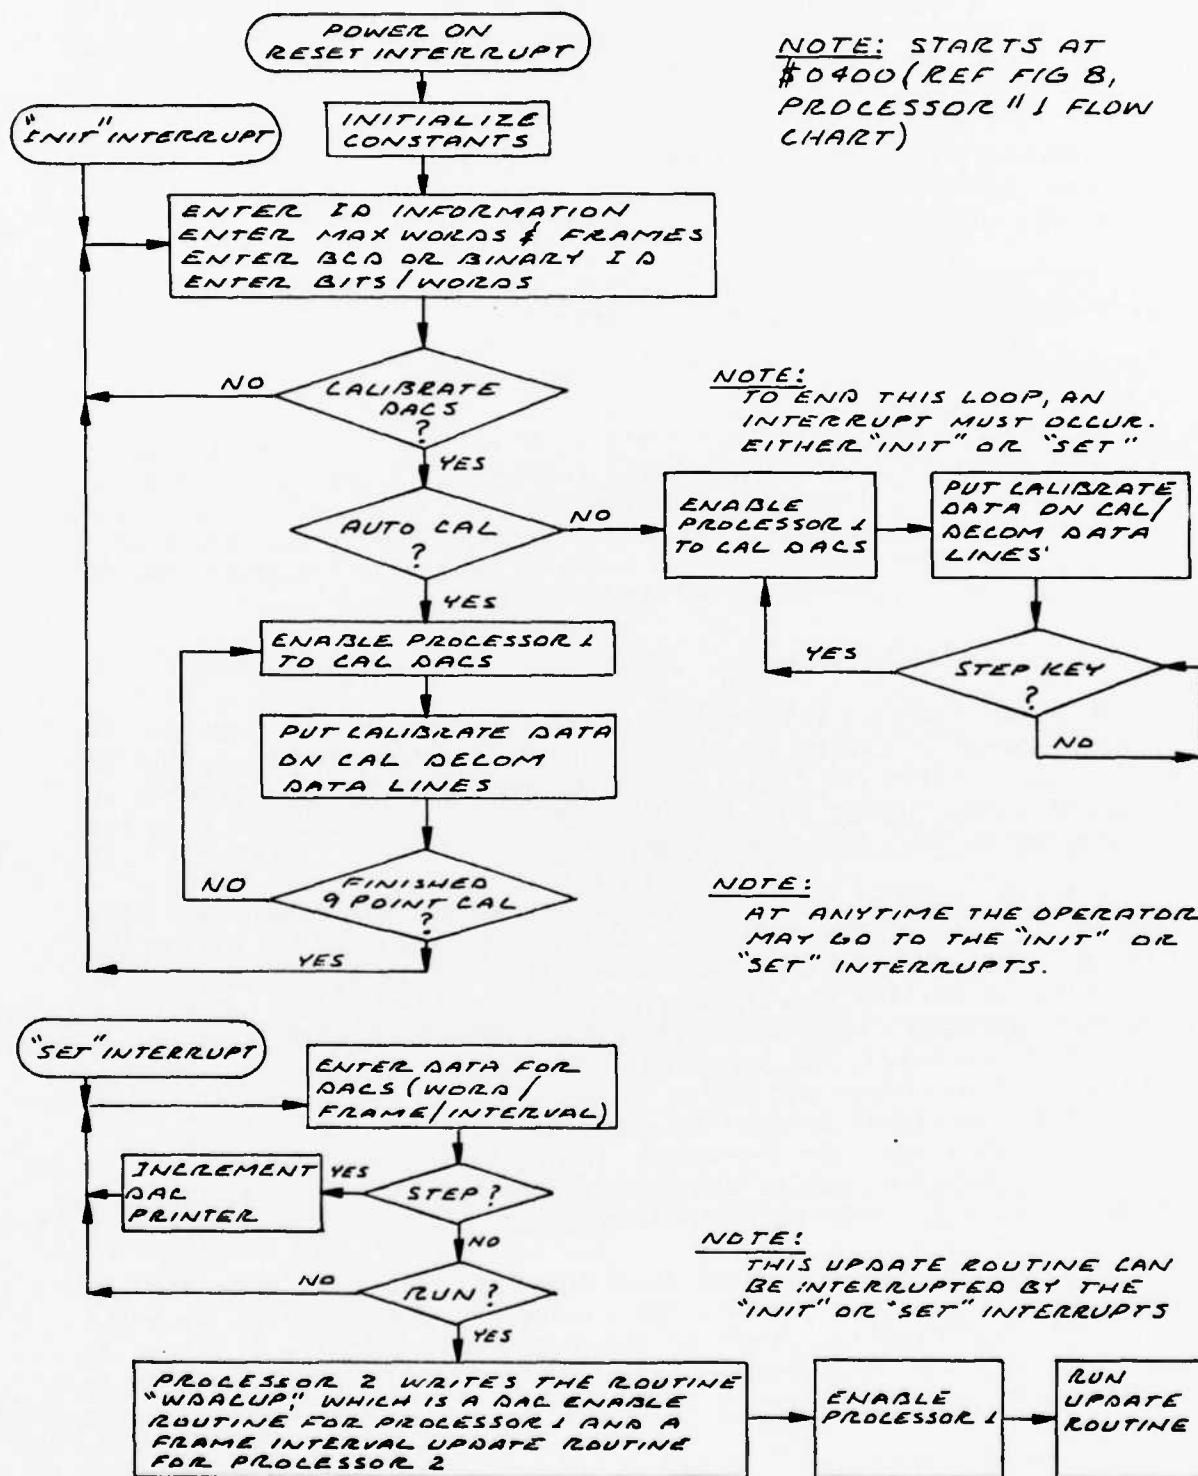 POWER ON
RESET INTERRUPT
NOTE: STARTS AT
$0400 (REF FIG 8,
PROCESSOR "1 FLOW
CHART)
"INIT" INTERRUPT
INITIALIZE
CONSTANTS
ENTER ID INFORMATION
ENTER MAX WORDS & FRAMES
ENTER BCD OR BINARY ID
ENTER BITS/WORDS
NO
CALIBRATE
DACS
?
YES
NOTE:
TO END THIS LOOP, AN
INTERRUPT MUST OCCUR.
EITHER "INIT" OR "SET"
AUTO CAL
?
NO
YES
ENABLE
PROCESSOR 1
TO CAL DACS
PUT CALIBRATE
DATA ON CAL/
DECOM DATA
LINES'
ENABLE PROCESSOR 1
TO CAL DACS
YES
STEP KEY
?
NO
PUT CALIBRATE DATA
ON CAL DECOM
DATA LINES
NO
FINISHED
9 POINT CAL
?
YES
NOTE:
AT ANYTIME THE OPERATOR
MAY GO TO THE "INIT" OR
"SET" INTERRUPTS.
"SET" INTERRUPT
ENTER DATA FOR
DACS (WORD/
FRAME/INTERVAL)
INCREMENT
DAC
PRINTER
YES
STEP?
NO
NO
RUN?
YES
NOTE:
THIS UPDATE ROUTINE CAN
BE INTERRUPTED BY THE
"INIT" OR "SET" INTERRUPTS
PROCESSOR 2 WRITES THE ROUTINE
"WDACUP," WHICH IS A DAC ENABLE
ROUTINE FOR PROCESSOR 1 AND A
FRAME INTERVAL UPDATE ROUTINE
FOR PROCESSOR 2
ENABLE
PROCESSOR 1
RUN
UPDATE
ROUTINE